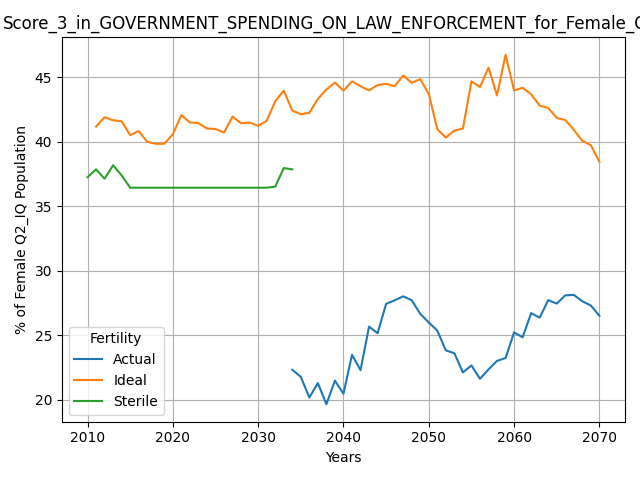 Score_3_in_GOVERNMENT_SPENDING_ON_LAW_ENFORCEMENT_for_Female_
% of Female Q2_IQ Population
45
40
35
30
25
20
Fertility
Actual
Ideal
Sterile
2010 2020 2030 2040 2050 2060 2070
Years